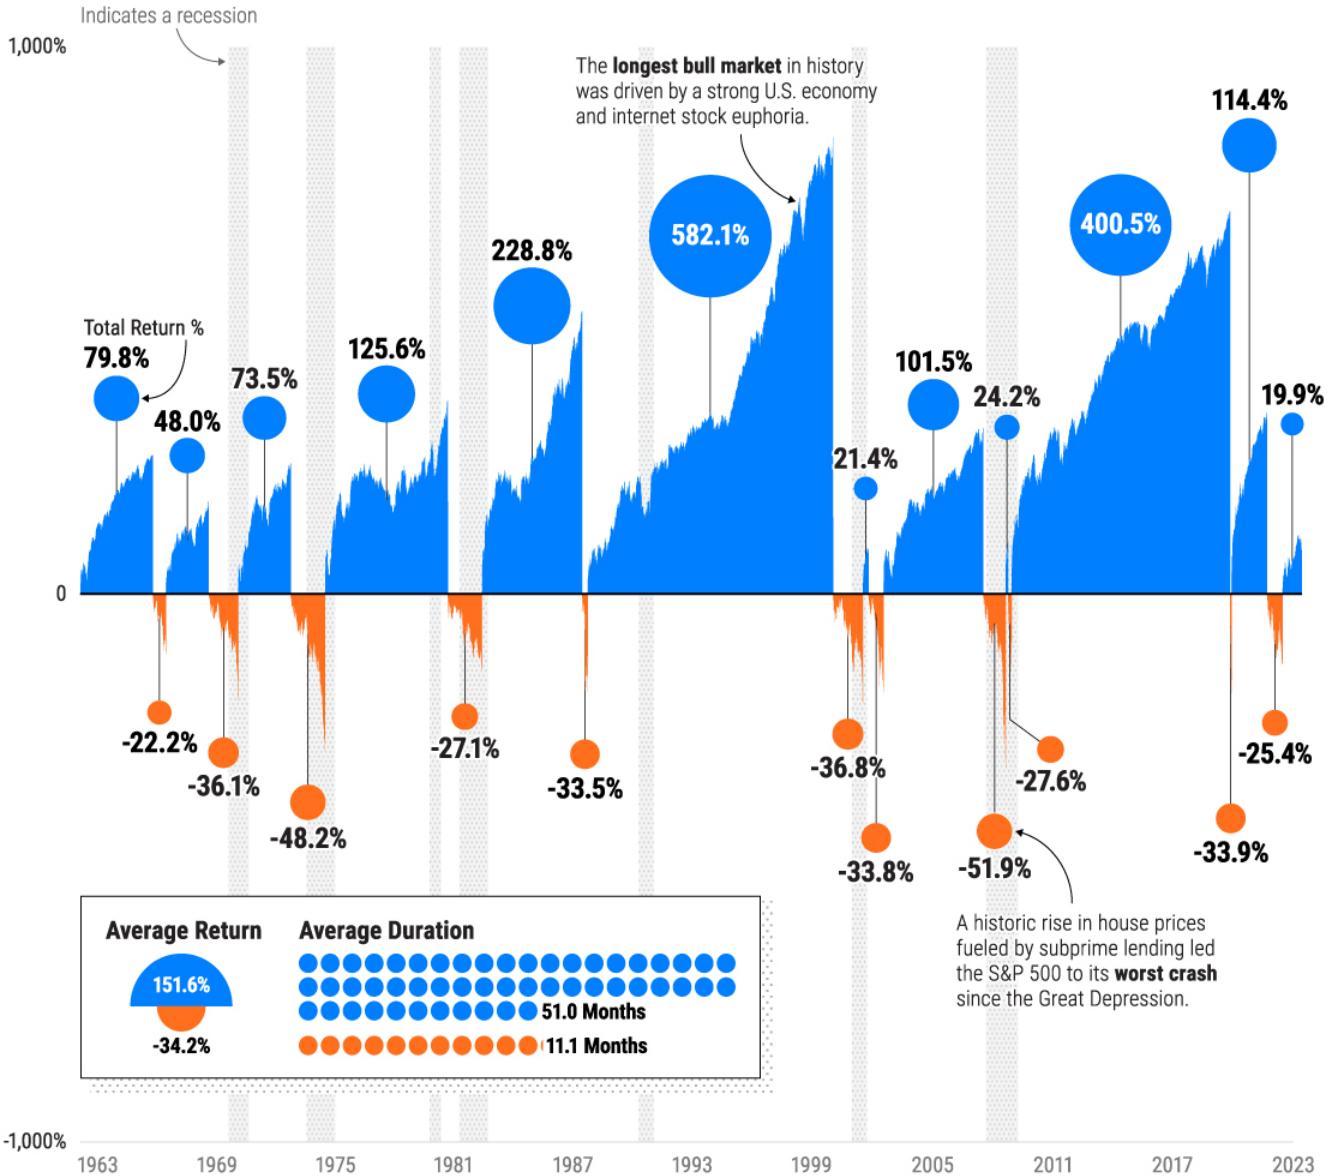 Indicates a recession
1,000%
The longest bull market in history
was driven by a strong U.S. economy
and internet stock euphoria.
114.4%
582.1%
400.5%
228.8%
Total Return %
79.8%
125.6%
101.5%
73.5%
24.2%
19.9%
48.0%
21.4%
0
-22.2%
-27.1%
-36.1%
-33.5%
-36.8%
-27.6%
-25.4%
-48.2%
-33.8%
-51.9%
-33.9%
A historic rise in house prices
fueled by subprime lending led
the S&P 500 to its worst crash
since the Great Depression.
Average Return
151.6%
-34.2%
Average Duration
51.0 Months
11.1 Months
-1,000%
1963 1969 1975 1981 1987 1993 1999 2005 2011 2017 2023